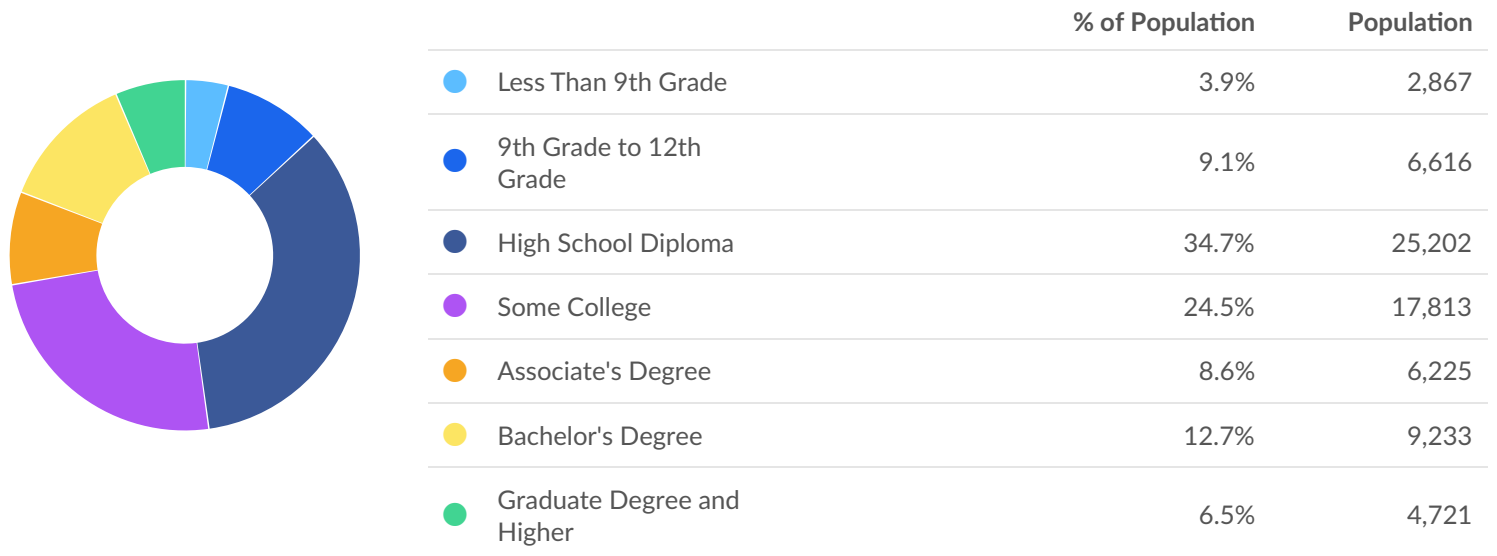 % of Population Population
Less Than 9th Grade 3.9% 2,867
9th Grade to 12th
Grade 9.1% 6,616
High School Diploma 34.7% 25,202
Some College 24.5% 17,813
Associate's Degree 8.6% 6,225
Bachelor's Degree 12.7% 9,233
Graduate Degree and
Higher 6.5% 4,721